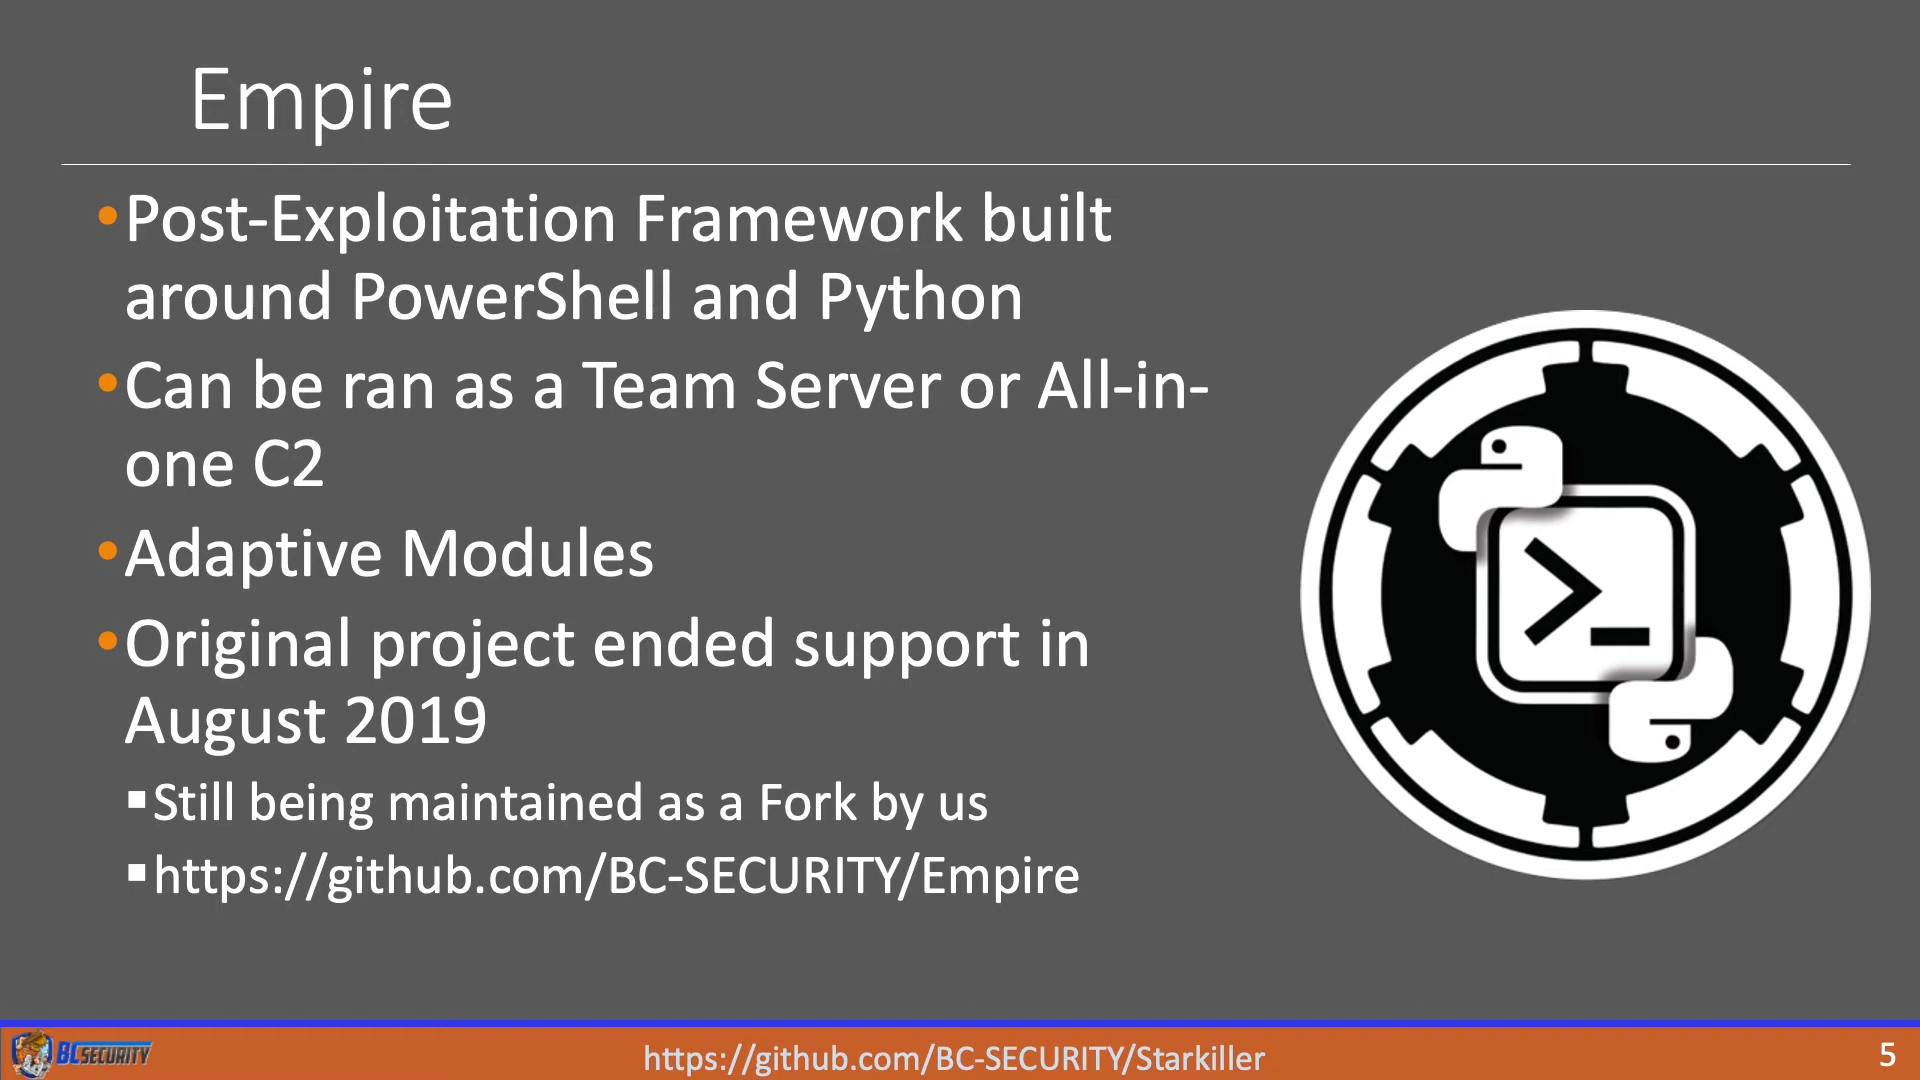 Empire
•Post-Exploitation Framework built
around PowerShell and Python
•Can be ran as a Team Server or All-in-
one C2
•Adaptive Modules
•Original project ended support in
August 2019
▪Still being maintained as a Fork by us
▪https://github.com/BC-SECURITY/Empire
>_
BCSECURITY
https://github.com/BC-SECURITY/Starkiller
5